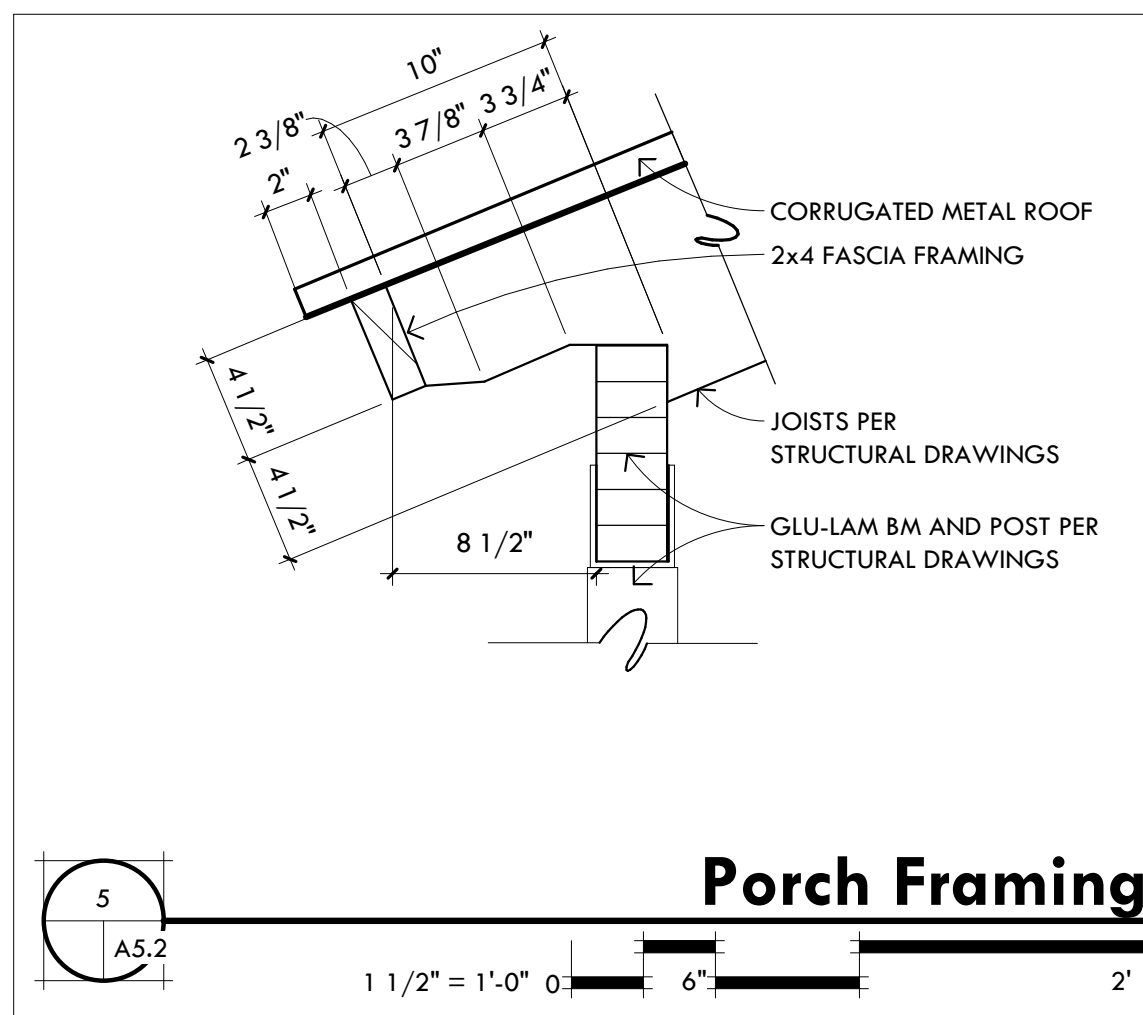 10"
3 3/4"
3 7/8"
2 3/8"
2"
CORRUGATED METAL ROOF
2x4 FASCIA FRAMING
4 1/2"
4 1/2"
JOISTS PER
STRUCTURAL DRAWINGS
8 1/2"
GLU-LAM BM AND POST PER
STRUCTURAL DRAWINGS
Porch Framing
5
A5.2
1 1/2" = 1'-0" 0 6" 2'